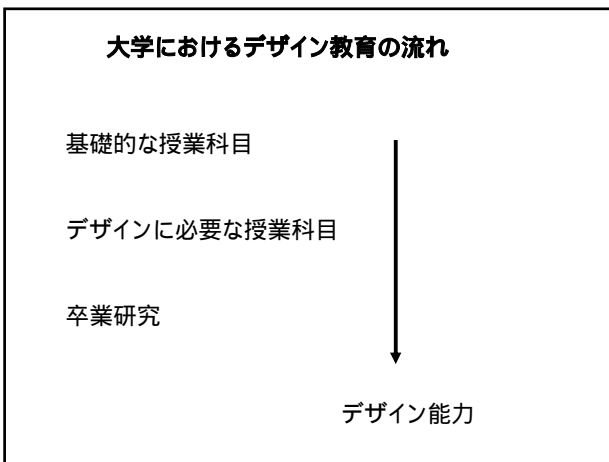 大学におけるデザイン教育の流れ
基礎的な授業科目
デザインに必要な授業科目
卒業研究
デザイン能力